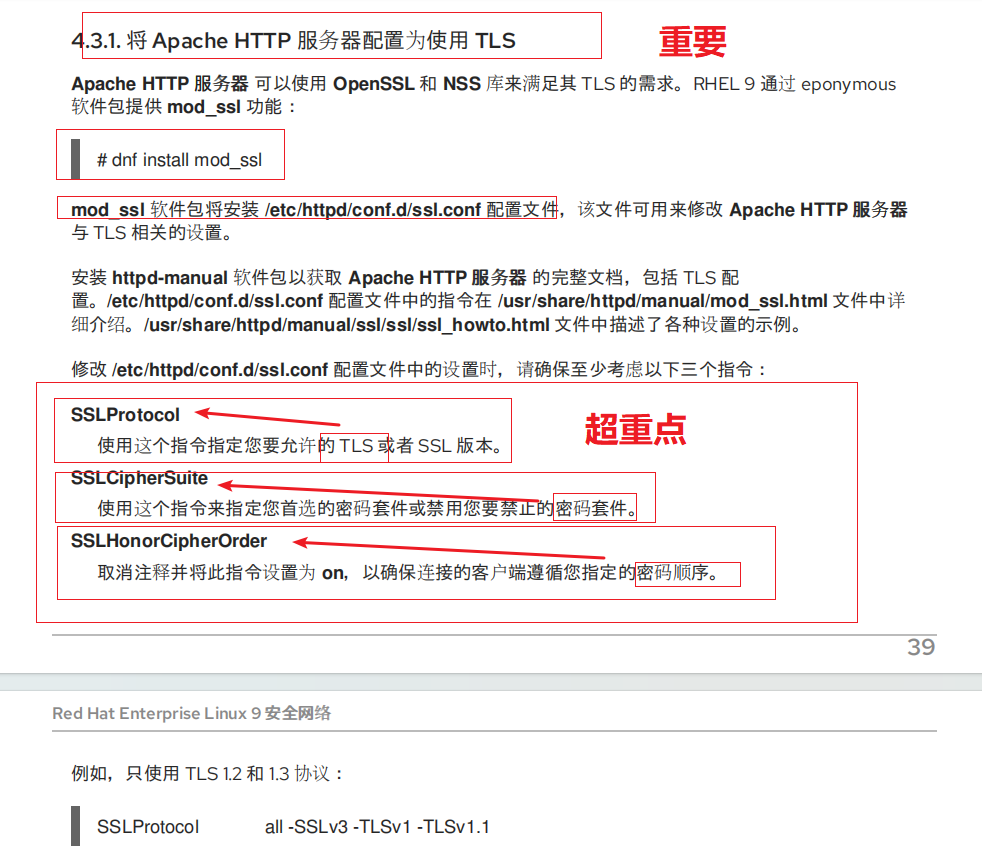 4.3.1. 将 Apache HTTP 服务器配置为使用 TLS
重要
Apache HTTP 服务器 可以使用 OpenSSL 和 NSS 库来满足其 TLS 的需求。RHEL 9 通过 eponymous
软件包提供 mod_ssl 功能：
# dnf install mod_ssl
mod_ssl 软件包将安装 /etc/httpd/conf.d/ssl.conf 配置文件，该文件可用来修改 Apache HTTP 服务器
与 TLS 相关的设置。
安装 httpd-manual 软件包以获取 Apache HTTP 服务器 的完整文档，包括 TLS 配
置。/etc/httpd/conf.d/ssl.conf 配置文件中的指令在 /usr/share/httpd/manual/mod_ssl.html 文件中详
细介绍。/usr/share/httpd/manual/ssl/ssl/ssl_howto.html 文件中描述了各种设置的示例。
修改 /etc/httpd/conf.d/ssl.conf 配置文件中的设置时，请确保至少考虑以下三个指令：
SSLProtocol
超重点
使用这个指令指定您要允许的 TLS 或者 SSL 版本。
SSLCipherSuite
使用这个指令来指定您首选的密码套件或禁用您要禁止的密码套件。
SSLHonorCipherOrder
取消注释并将此指令设置为 on，以确保连接的客户端遵循您指定的密码顺序。
39
Red Hat Enterprise Linux 9 安全网络
例如，只使用 TLS 1.2 和 1.3 协议：
SSLProtocol all -SSLv3 -TLSv1 -TLSv1.1